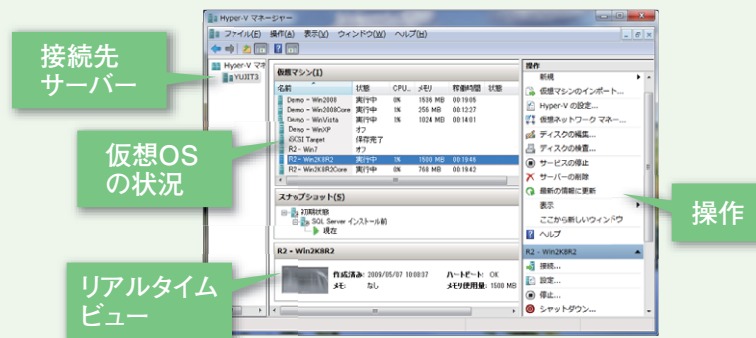 接続先
サーバー
仮想OS
の状況
リアルタイム
ビュー
操作
Hyper-V マネージャー
ファイル(F) 操作(A) 表示(V) ウィンドウ(W) ヘルプ(H)
Hyper-V マネ
YUJIT3
仮想マシン(I)
名前 状態 CPU... メモリ 稼働時間 状態
Demo - Win2008 実行中 0% 1536 MB 00:19:05
Demo - Win2008Core 実行中 1% 256 MB 00:12:27
Demo - WinVista 実行中 1% 1024 MB 00:14:01
Demo - WinXP オフ
iSCSI Target 保存完了
R2 - Win7 オフ
R2 - Win2K8R2 実行中 1% 1500 MB 00:19:48
R2 - Win2K8R2Core 実行中 0% 768 MB 00:18:42
スナップショット(S)
初期状態
SQL Server インストール前
現在
R2 - Win2K8R2
作成済み: 2009/05/07 10:08:37 ハートビート: OK
メモ: なし メモリ使用量: 1500 MB
操作
新規
仮想マシンのインポート...
Hyper-V の設定...
仮想ネットワーク マネー...
ディスクの編集...
ディスクの検査...
サービスの停止
サーバーの削除
最新の情報に更新
表示
ここから新しいウィンドウ
ヘルプ
R2 - Win2K8R2
接続...
設定...
停止...
シャットダウン...